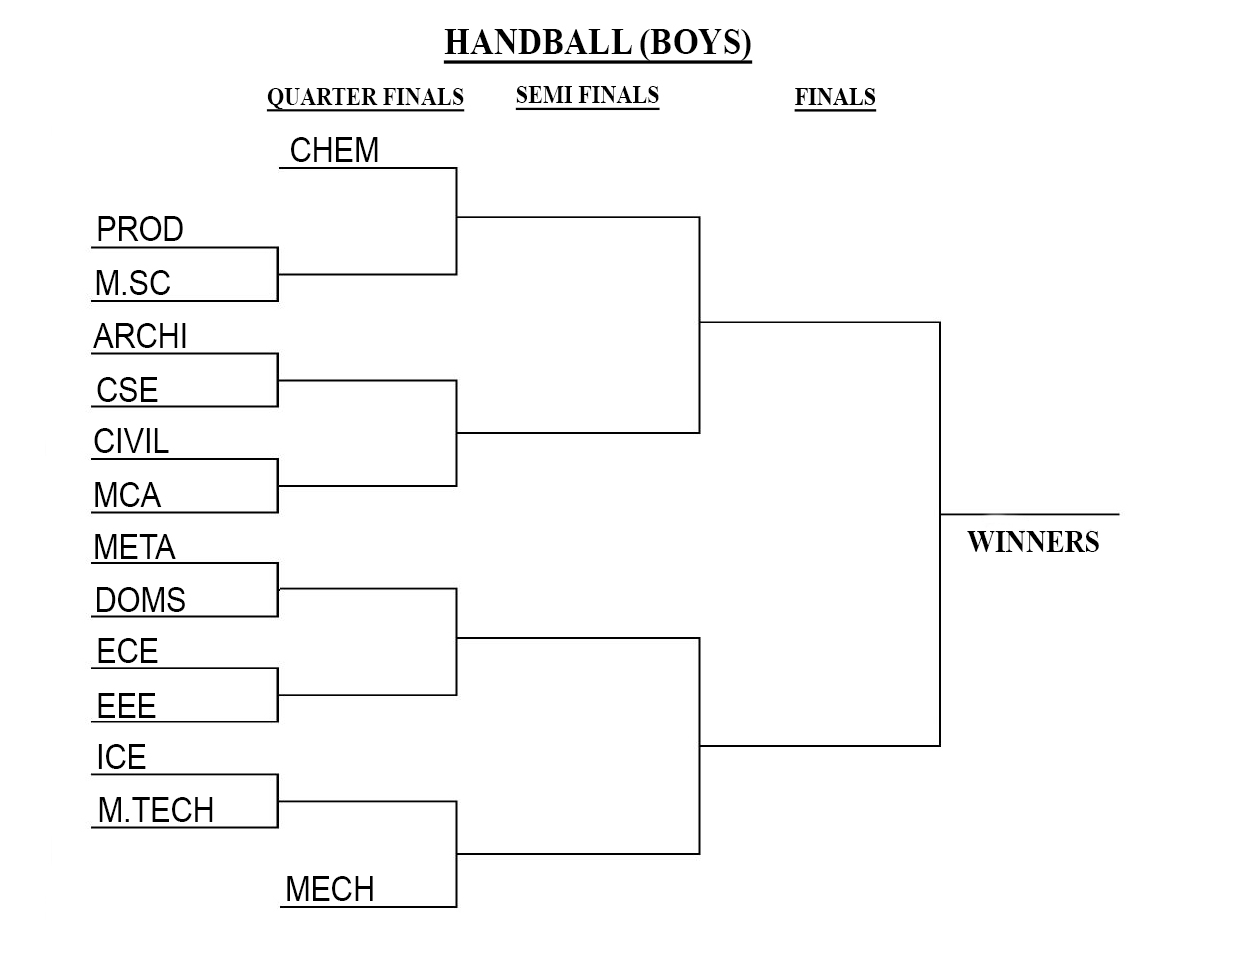 HANDBALL (BOYS)
QUARTER FINALS
SEMI FINALS
FINALS
CHEM
PROD
M.SC
ARCHI
CSE
CIVIL
MCA
META
DOMS
ECE
EEE
ICE
M.TECH
MECH
WINNERS